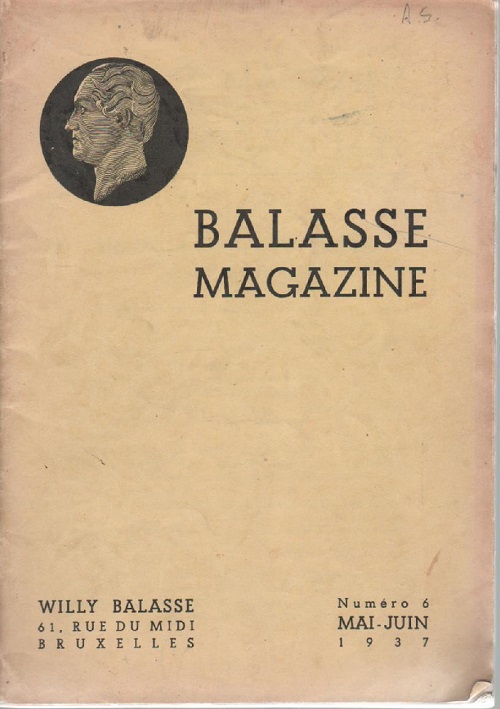 A.S.
BALASSE
MAGAZINE
WILLY BALASSE
61, RUE DU MIDI
BRUXELLES
Numéro 6
MAI-JUIN
1937